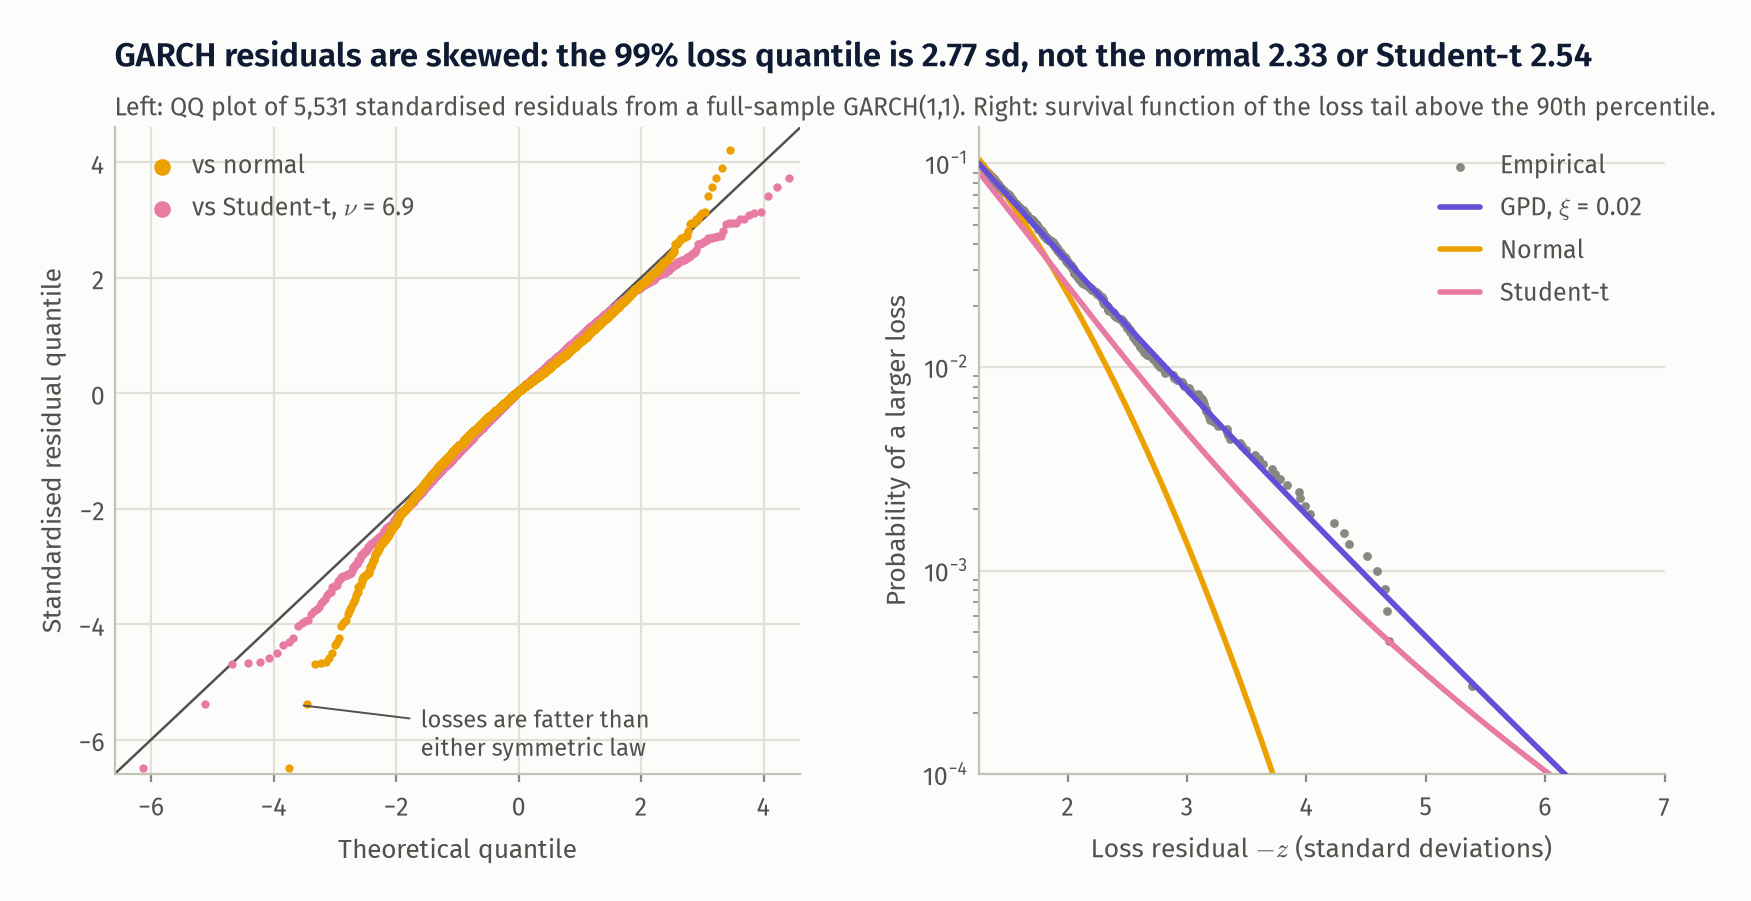 GARCH residuals are skewed: the 99% loss quantile is 2.77 sd, not the normal 2.33 or Student-t 2.54
Left: QQ plot of 5,531 standardised residuals from a full-sample GARCH(1,1). Right: survival function of the loss tail above the 90th percentile.
vs normal
vs Student-t, ν = 6.9
4
2
0
−2
−4
−6
Standardised residual quantile
losses are fatter than
either symmetric law
−6 −4 −2 0 2 4
Theoretical quantile
Empirical
GPD, ξ = 0.02
Normal
Student-t
10⁻¹
10⁻²
10⁻³
10⁻⁴
Probability of a larger loss
2 3 4 5 6 7
Loss residual −z (standard deviations)